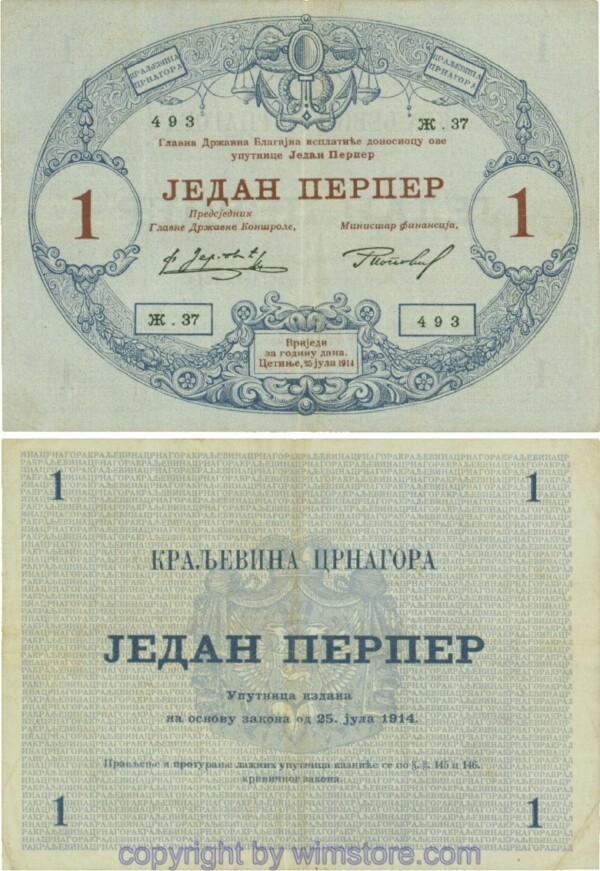 КРАЉЕВИНА
ЦРНАГОРА
КРАЉЕВИНА
ЦРНАГОРА
493
Ж . 37
Главна Државна Благајна исплатиће доносиоцу ове
упутнице Један Перпер
1
ЈЕДАН ПЕРПЕР
1
Предсједник
Главне Државне Контроле,
Министар финансија,
Ж . 37
493
Вриједи
за годину дана.
Цетиње, 25 јула 1914
1
1
КРАЉЕВИНА ЦРНАГОРА
ЈЕДАН ПЕРПЕР
Упутница издана
на основу закона од 25. јула 1914.
Прављење и протурање лажних упутница казниће се по §. §. 145 и 146.
кривичног закона.
1
1
copyright by wimstore.com